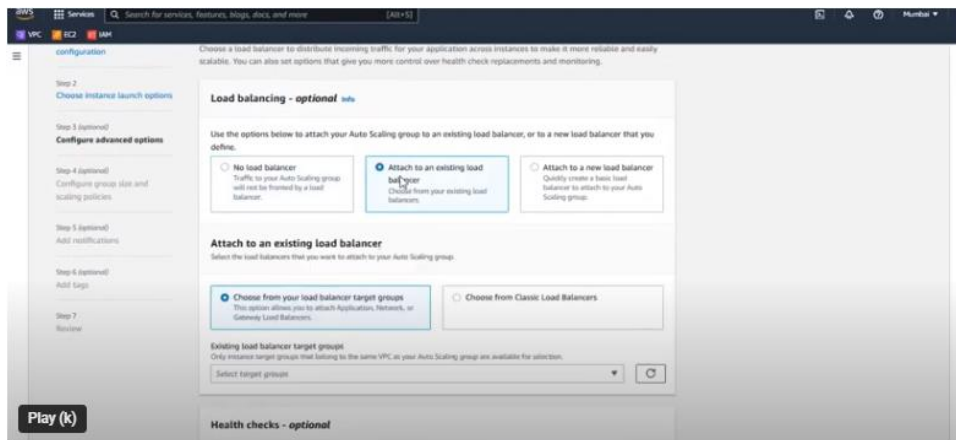 aws
Services
Search for services, features, blogs, docs, and more
[Alt+S]
Mumbai
VPC
EC2
IAM
configuration
Step 2
Choose instance launch options
Step 3 (optional)
Configure advanced options
Step 4 (optional)
Configure group size and
scaling policies
Step 5 (optional)
Add notifications
Step 6 (optional)
Add tags
Step 7
Review
Choose a load balancer to distribute incoming traffic for your application across instances to make it more reliable and easily
scalable. You can also set options that give you more control over health check replacements and monitoring.
Load balancing - optional Info
Use the options below to attach your Auto Scaling group to an existing load balancer, or to a new load balancer that you
define.
No load balancer
Traffic to your Auto Scaling group
will not be fronted by a load
balancer.
Attach to an existing load
balancer
Choose from your existing load
balancers.
Attach to a new load balancer
Quickly create a basic load
balancer to attach to your Auto
Scaling group.
Attach to an existing load balancer
Select the load balancers that you want to attach to your Auto Scaling group.
Choose from your load balancer target groups
This option allows you to attach Application, Network, or
Gateway Load Balancers.
Choose from Classic Load Balancers
Existing load balancer target groups
Only instance target groups that belong to the same VPC as your Auto Scaling group are available for selection.
Select target groups
Health checks - optional
Play (k)